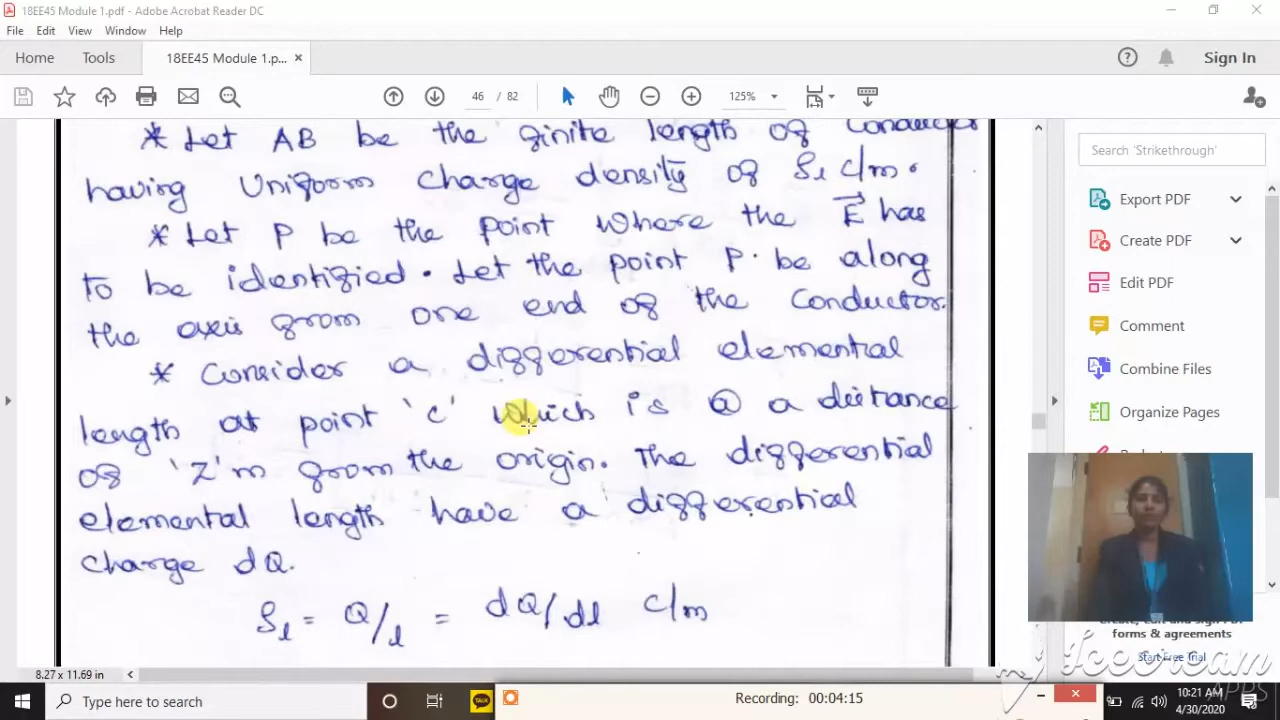 18EE45 Module 1.pdf - Adobe Acrobat Reader DC
File Edit View Window Help
Home Tools 18EE45 Module 1.p... × Sign In
46 / 82 125%
* Let AB be the finite length of conductor
having Uniform charge density of ρl c/m.
* Let P be the point where the E⃗ has
to be identified. Let the point P. be along
the axis from one end of the conductor.
* Consider a differential elemental
length at point 'c' which is @ a distance
of 'Z'm from the origin. The differential
elemental length have a differential
charge dQ.
ρl = Q/l = dQ/dl c/m
Search 'Strikethrough'
Export PDF
Create PDF
Edit PDF
Comment
Combine Files
Organize Pages
forms & agreements
Start Free Trial
IceCream
APPS
8.27 x 11.69 in
Type here to search
TALK
Recording: 00:04:15
10:21 AM
4/30/2020